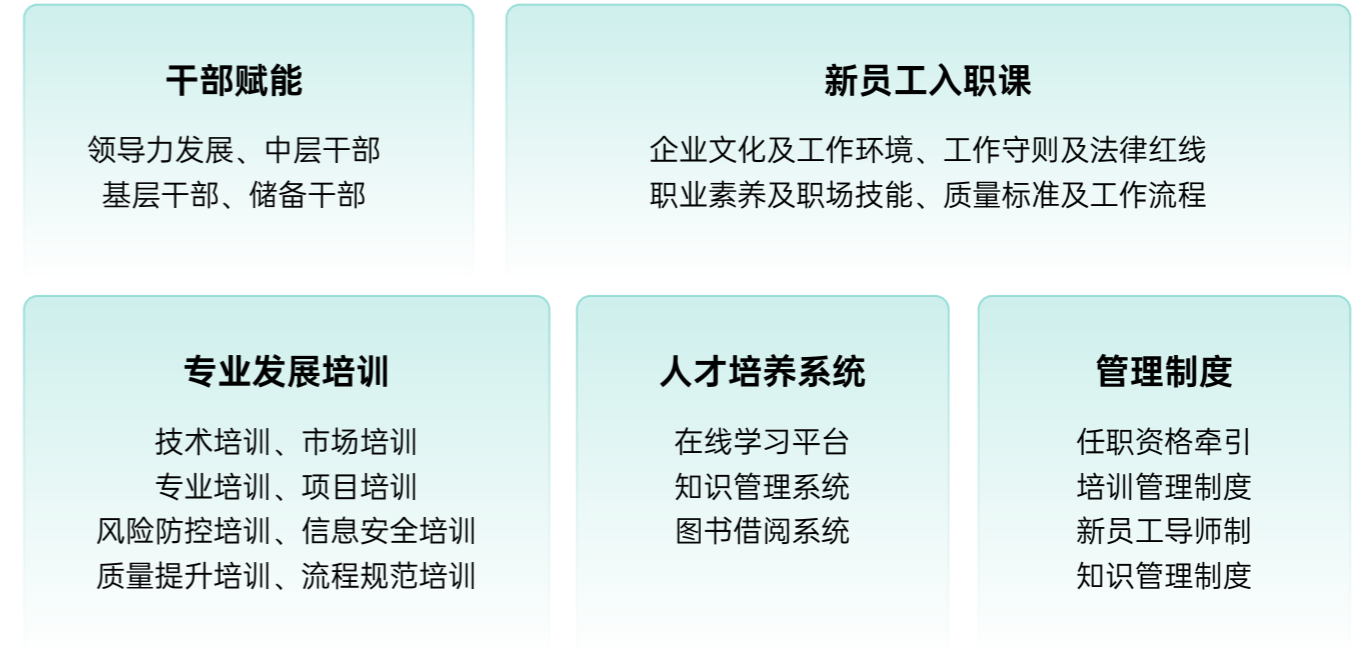 干部赋能
领导力发展、中层干部
基层干部、储备干部
新员工入职课
企业文化及工作环境、工作守则及法律红线
职业素养及职场技能、质量标准及工作流程
专业发展培训
技术培训、市场培训
专业培训、项目培训
风险防控培训、信息安全培训
质量提升培训、流程规范培训
人才培养系统
在线学习平台
知识管理系统
图书借阅系统
管理制度
任职资格牵引
培训管理制度
新员工导师制
知识管理制度